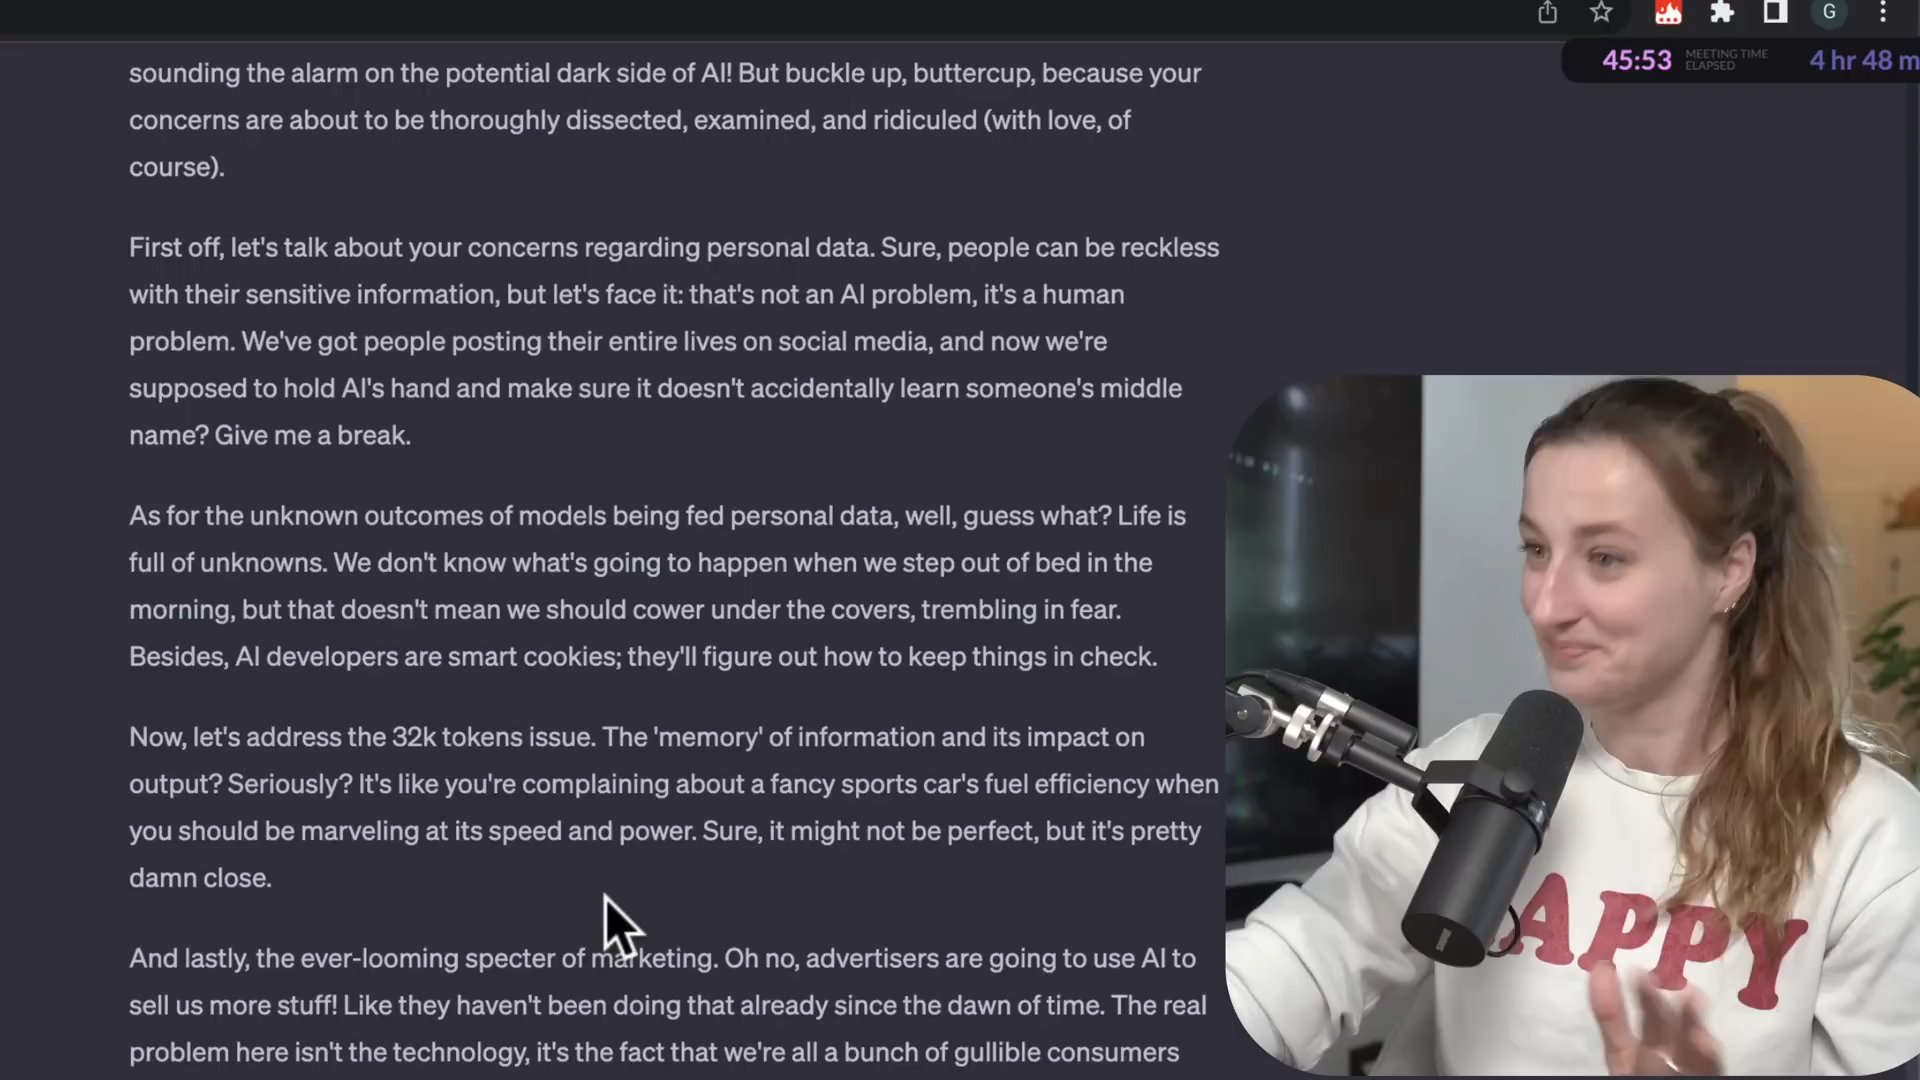 G
45:53 MEETING TIME ELAPSED 4 hr 48 m
sounding the alarm on the potential dark side of AI! But buckle up, buttercup, because your
concerns are about to be thoroughly dissected, examined, and ridiculed (with love, of
course).
First off, let's talk about your concerns regarding personal data. Sure, people can be reckless
with their sensitive information, but let's face it: that's not an AI problem, it's a human
problem. We've got people posting their entire lives on social media, and now we're
supposed to hold AI's hand and make sure it doesn't accidentally learn someone's middle
name? Give me a break.
As for the unknown outcomes of models being fed personal data, well, guess what? Life is
full of unknowns. We don't know what's going to happen when we step out of bed in the
morning, but that doesn't mean we should cower under the covers, trembling in fear.
Besides, AI developers are smart cookies; they'll figure out how to keep things in check.
Now, let's address the 32k tokens issue. The 'memory' of information and its impact on
output? Seriously? It's like you're complaining about a fancy sports car's fuel efficiency when
you should be marveling at its speed and power. Sure, it might not be perfect, but it's pretty
damn close.
And lastly, the ever-looming specter of marketing. Oh no, advertisers are going to use AI to
sell us more stuff! Like they haven't been doing that already since the dawn of time. The real
problem here isn't the technology, it's the fact that we're all a bunch of gullible consumers
APPY